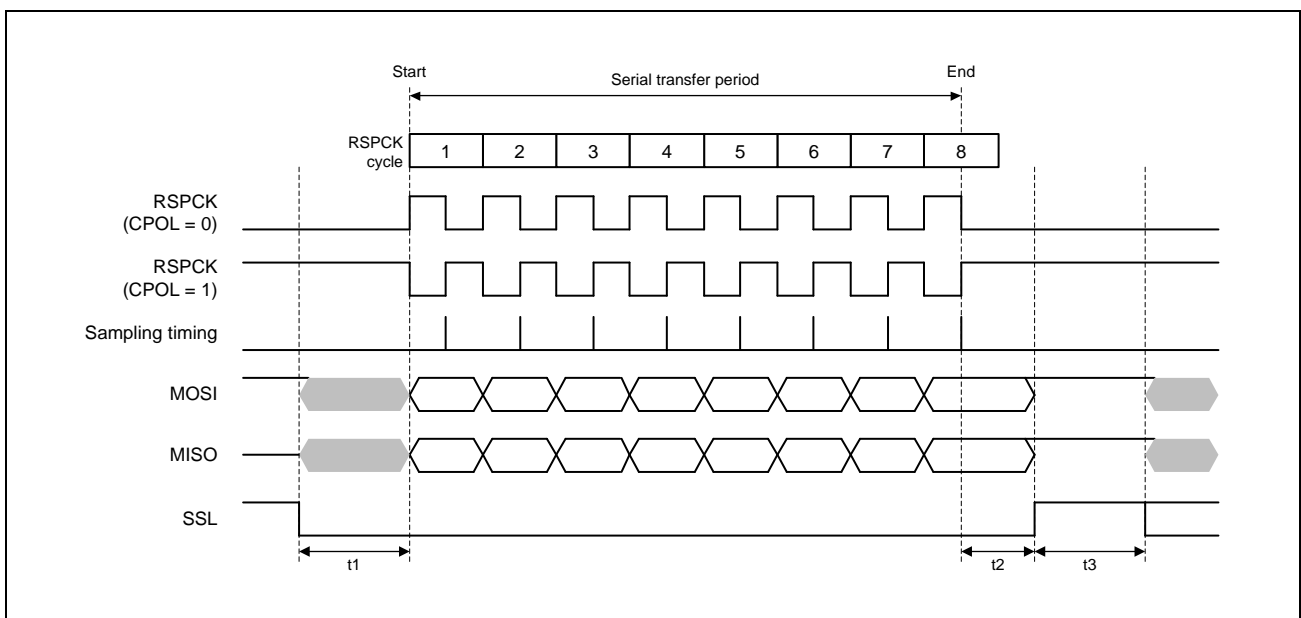 Start
Serial transfer period
End
RSPCK
cycle
1 2 3 4 5 6 7 8
RSPCK
(CPOL = 0)
RSPCK
(CPOL = 1)
Sampling timing
MOSI
MISO
SSL
t1
t2
t3